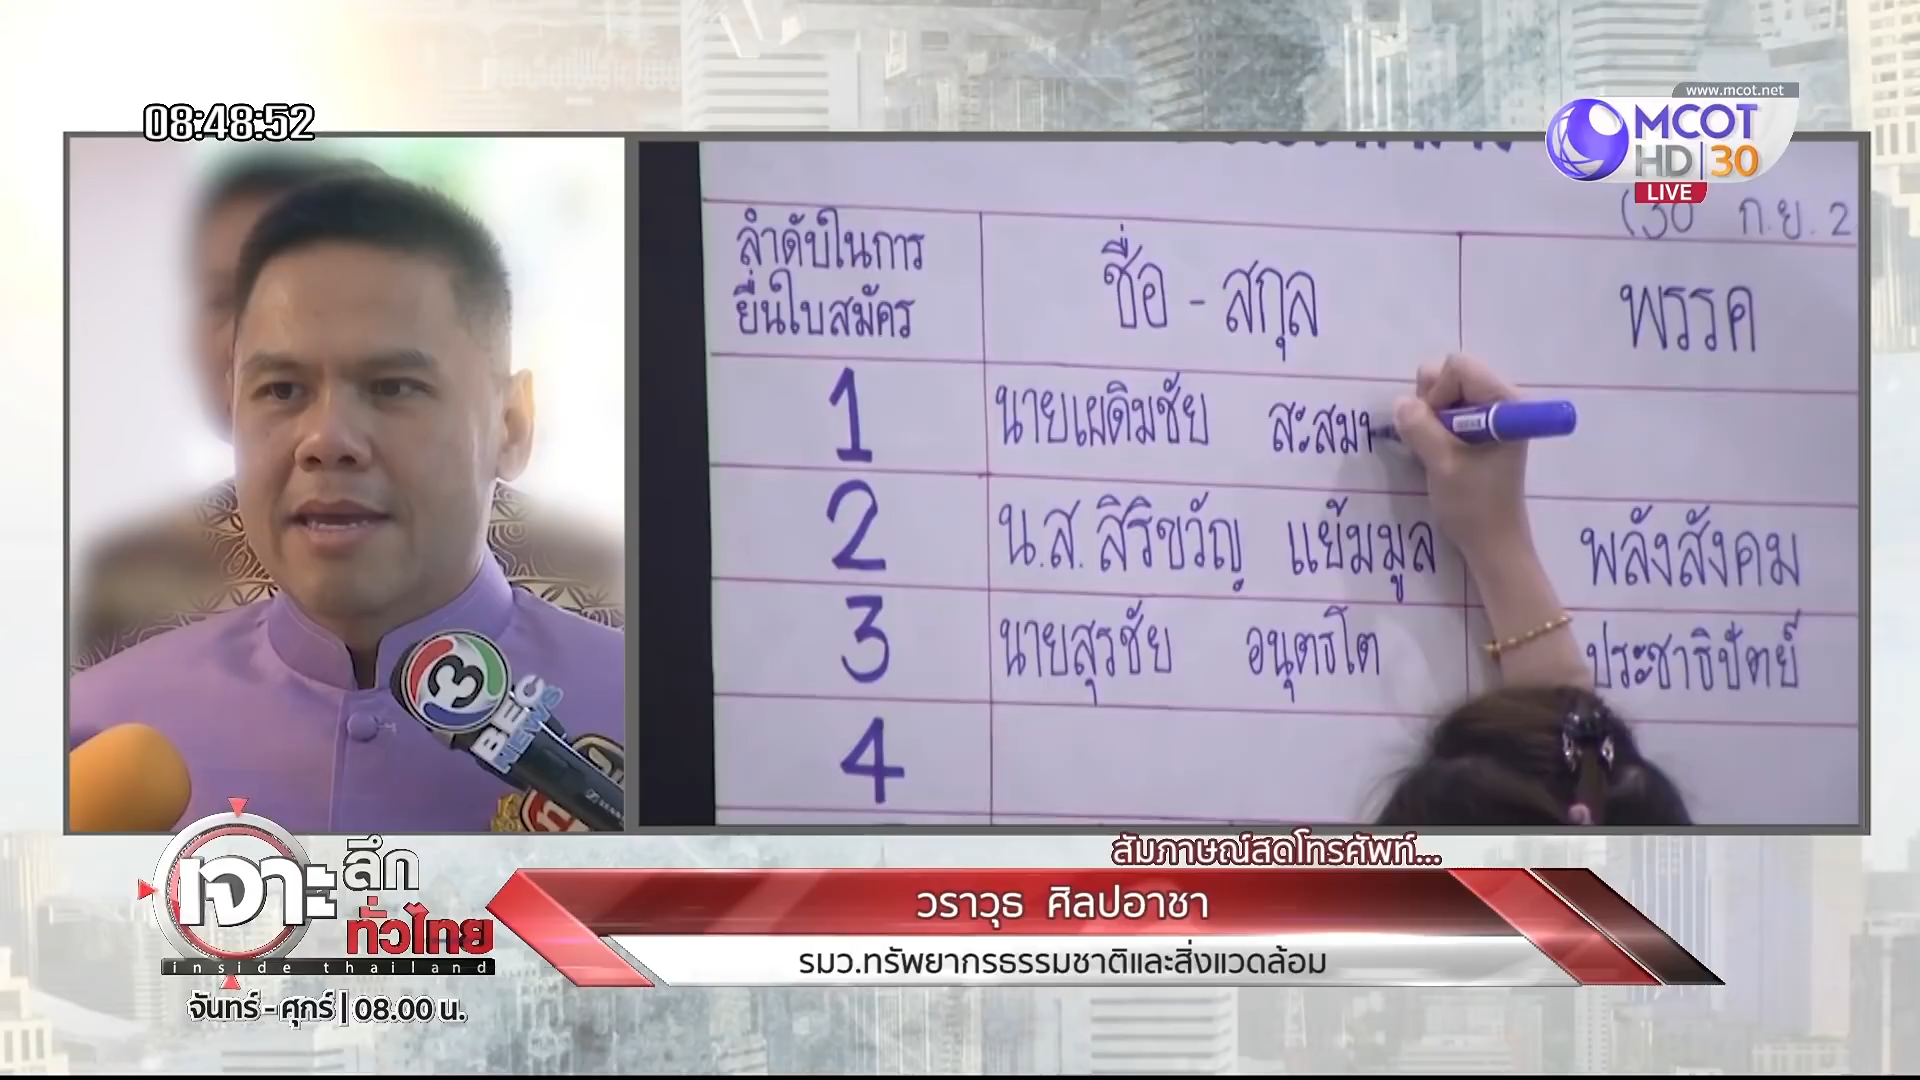 08:48:52
www.mcot.net
MCOT
HD 30
LIVE
(30 ก.ย. 2
ลำดับในการ
ยื่นใบสมัคร
ชื่อ - สกุล
พรรค
1
นายเผดิมชัย สะสม
2
น.ส. สิริขวัญ แย้มมูล
พลังสังคม
3
นายสุรชัย อนุตธโต
ประชาธิปัตย์
4
3
BEC
NEWS
สัมภาษณ์สดโทรศัพท์...
วราวุธ ศิลปอาชา
รมว.ทรัพยากรธรรมชาติและสิ่งแวดล้อม
เจาะลึก
ทั่วไทย
inside thailand
จันทร์ - ศุกร์ | 08.00 น.